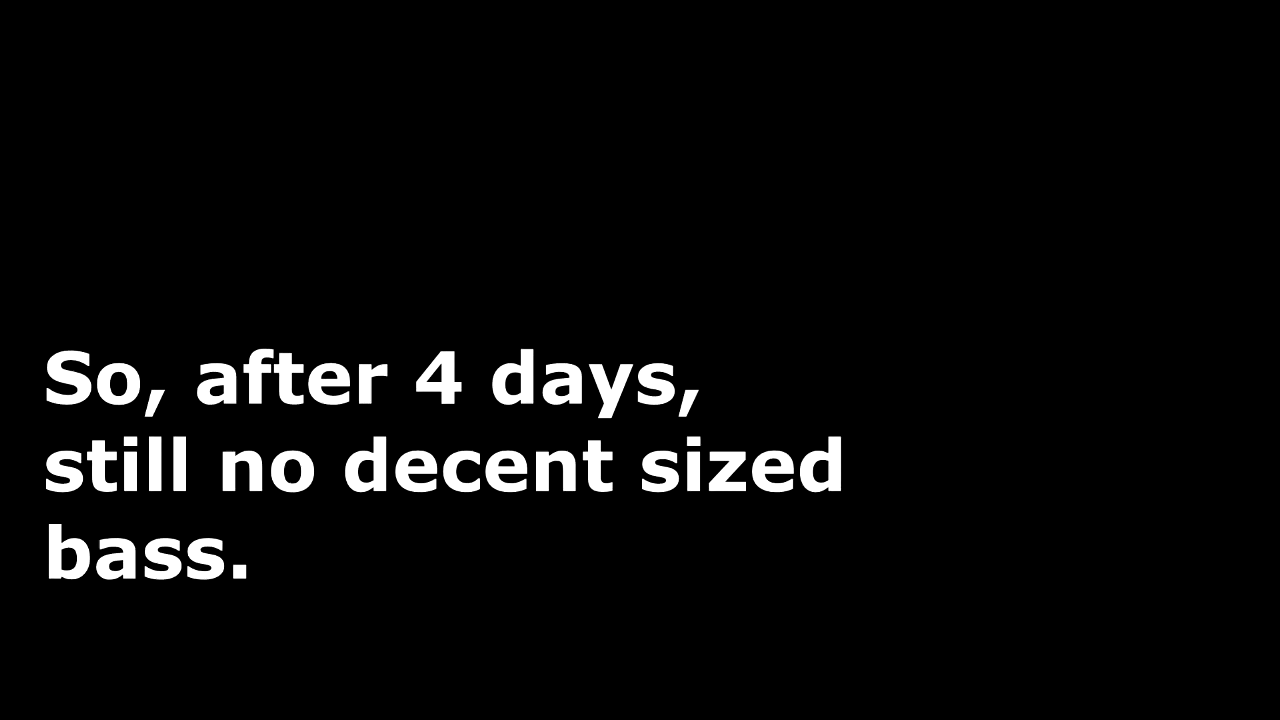 So, after 4 days,
still no decent sized
bass.